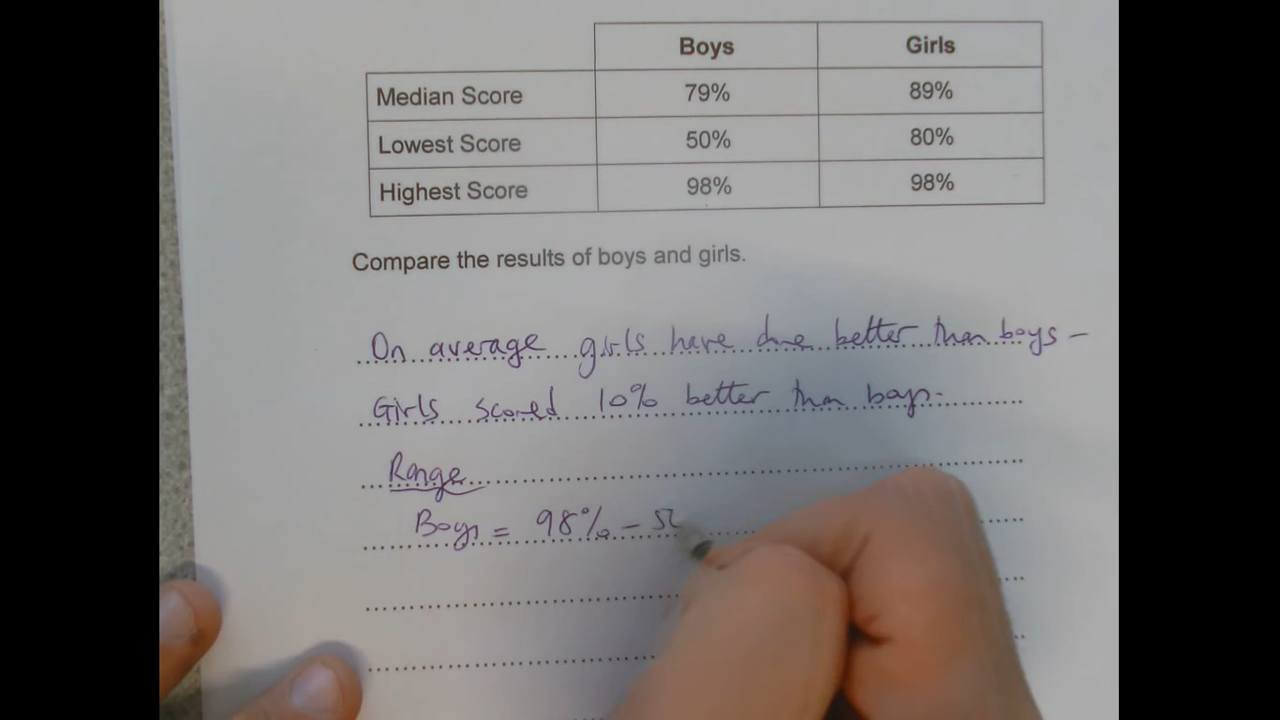 Boys Girls
Median Score 79% 89%
Lowest Score 50% 80%
Highest Score 98% 98%
Compare the results of boys and girls.
On average girls have done better than boys –
Girls scored 10% better than boys.
Range
Boys = 98% – 50